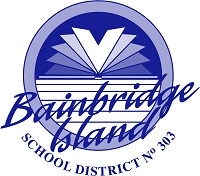 Bainbridge
Island
SCHOOL DISTRICT Nº 303